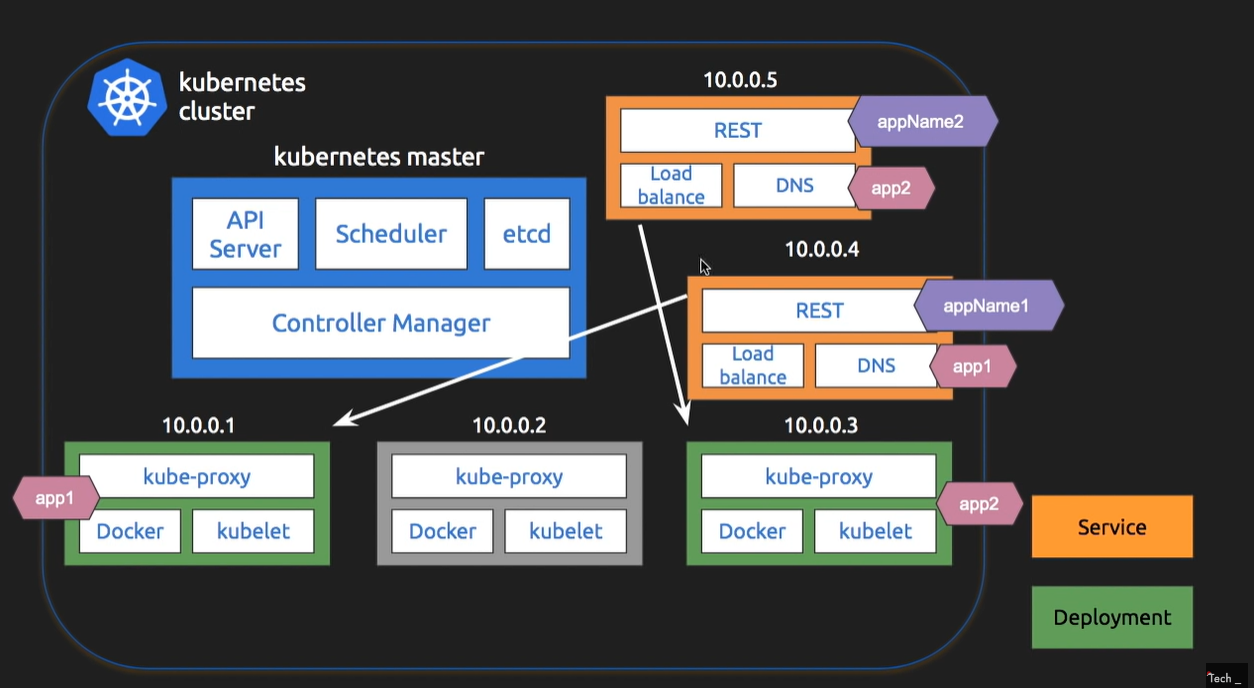 kubernetes
cluster
10.0.0.5
REST
appName2
Load
balance
DNS
app2
kubernetes master
API
Server
Scheduler
etcd
Controller Manager
10.0.0.4
REST
appName1
Load
balance
DNS
app1
10.0.0.1
kube-proxy
app1
Docker
kubelet
10.0.0.2
kube-proxy
Docker
kubelet
10.0.0.3
kube-proxy
app2
Docker
kubelet
Service
Deployment
Tech _